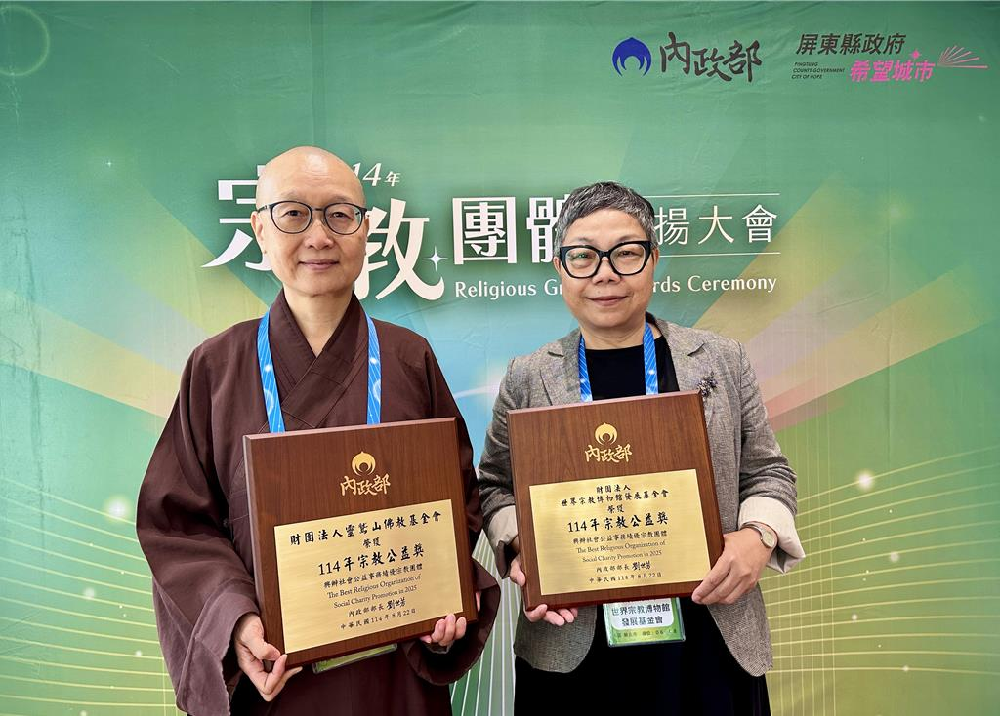 內政部
屏東縣政府
PINGTUNG
COUNTY GOVERNMENT
CITY OF HOPE
希望城市
14年
宗教團體 揚大會
Religious G rds Ceremony
內政部
財團法人靈鷲山佛教基金會
榮獲
114年宗教公益獎
興辦社會公益事務績優宗教團體
The Best Religious Organization of
Social Charity Promotion in 2025
內政部部長 劉世芳
中華民國114年8月22日
內政部
財團法人
世界宗教博物館發展基金會
榮獲
114年宗教公益獎
興辦社會公益事務績優宗教團體
The Best Religious Organization of
Social Charity Promotion in 2025
內政部部長 劉世芳
中華民國114年8月22日
世界宗教博物館
發展基金會